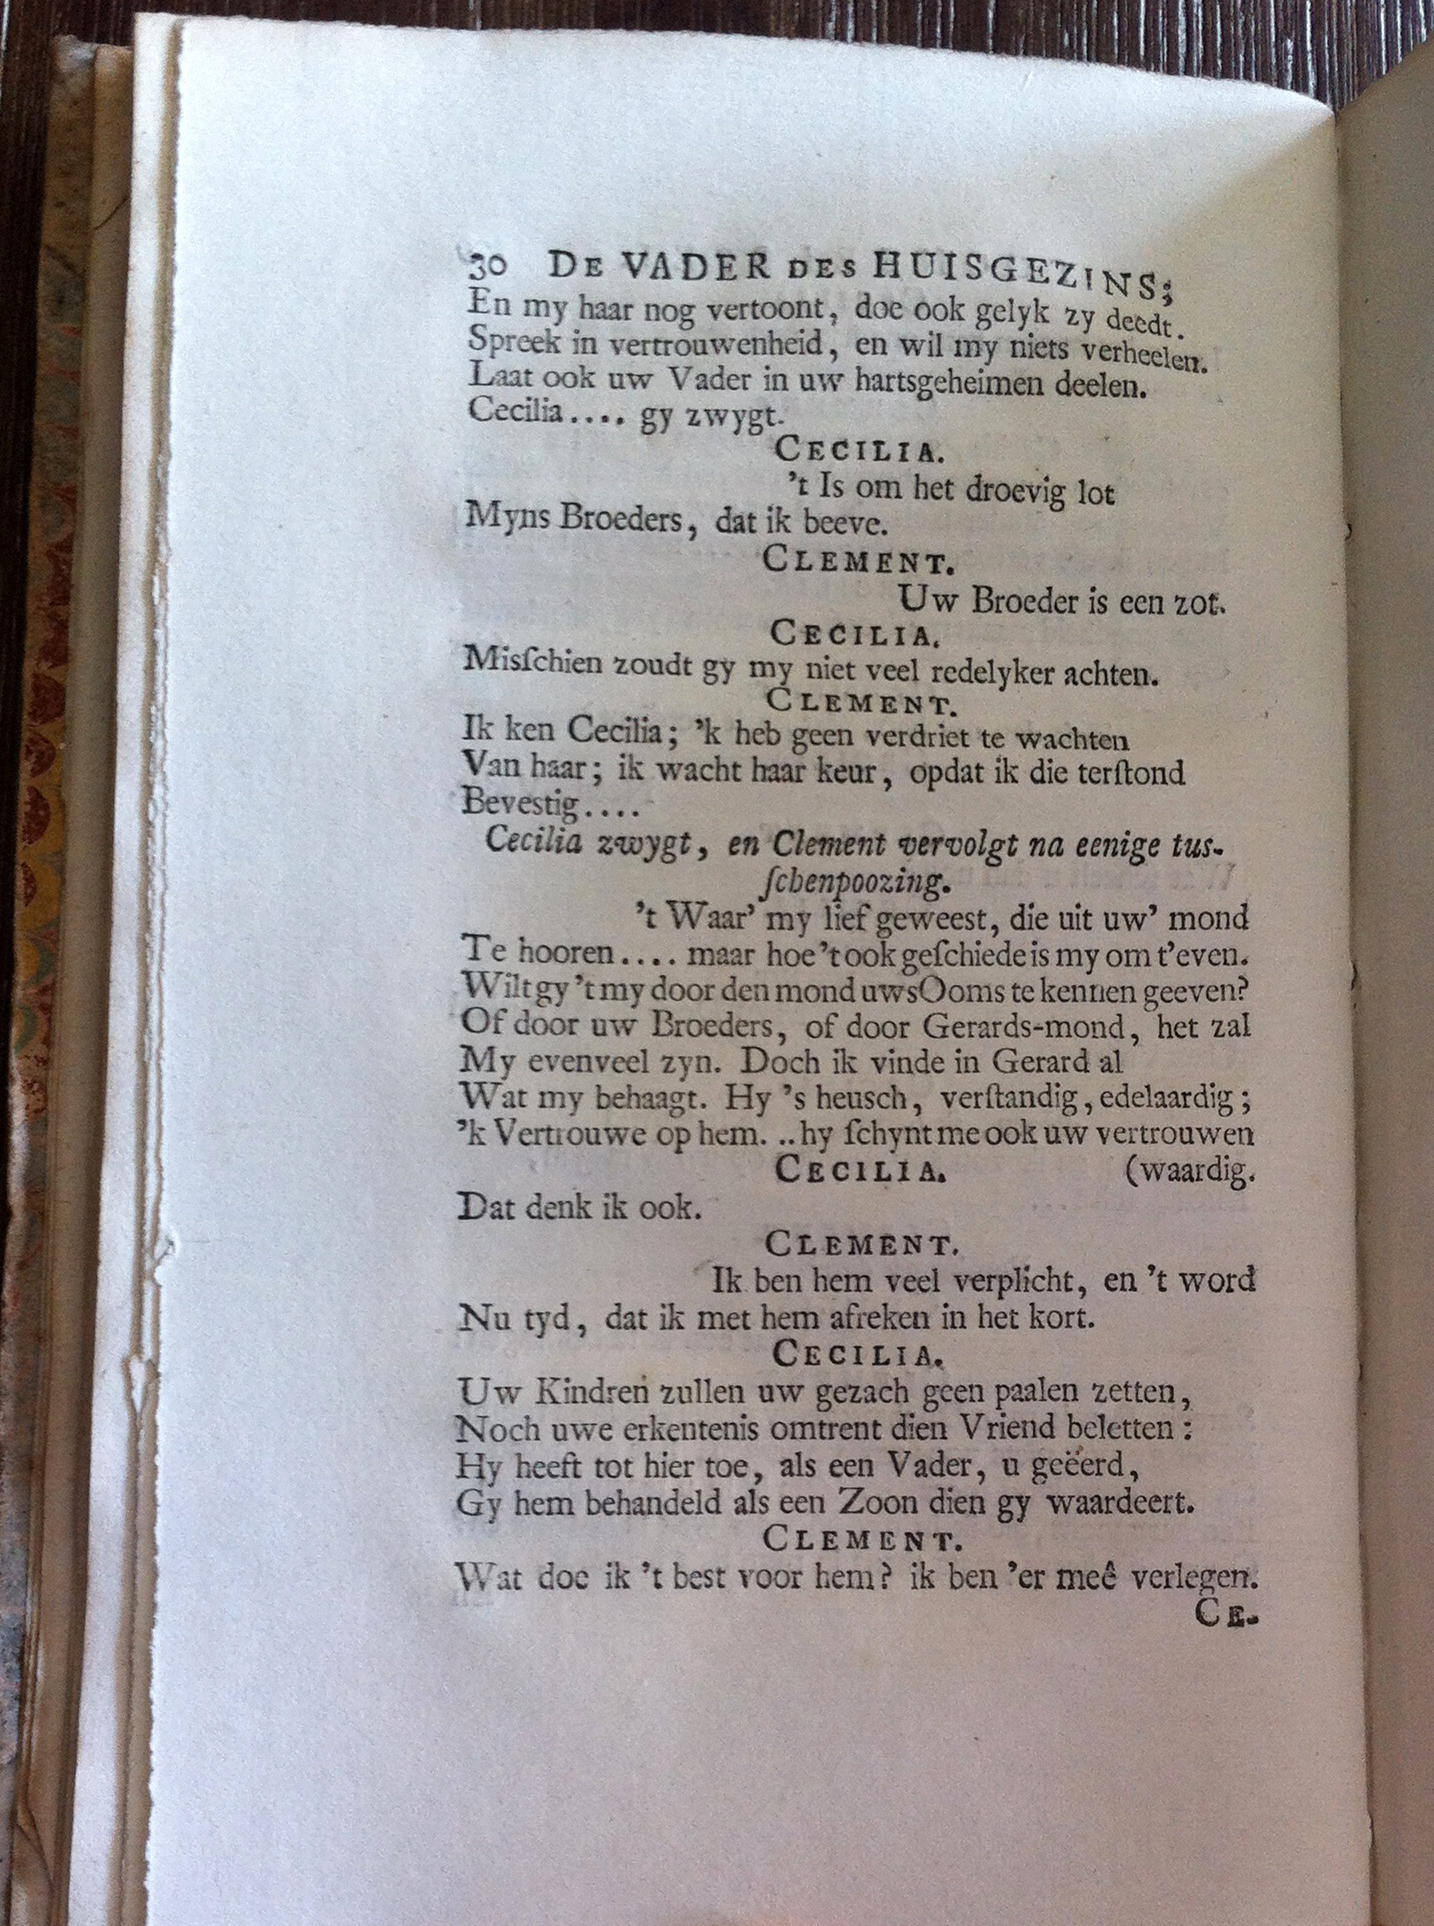 30 DE VADER DES HUISGEZINS;
En my haar nog vertoont, doe ook gelyk zy deedt.
Spreek in vertrouwenheid, en wil my niets verheelen.
Laat ook uw Vader in uw hartsgeheimen deelen.
Cecilia.... gy zwygt.
CECILIA.
't Is om het droevig lot
Myns Broeders, dat ik beeve.
CLEMENT.
Uw Broeder is een zot.
CECILIA.
Misſchien zoudt gy my niet veel redelyker achten.
CLEMENT.
Ik ken Cecilia; 'k heb geen verdriet te wachten
Van haar; ik wacht haar keur, opdat ik die terſtond
Bevestig....
Cecilia zwygt, en Clement vervolgt na eenige tus-
ſchenpoozing.
't Waar' my lief geweest, die uit uw' mond
Te hooren.... maar hoe 't ook geſchiede is my om t'even.
Wilt gy 't my door den mond uws Ooms te kennen geeven?
Of door uw Broeders, of door Gerards-mond, het zal
My evenveel zyn. Doch ik vinde in Gerard al
Wat my behaagt. Hy 's heusch, verſtandig, edelaardig;
'k Vertrouwe op hem. .. hy ſchynt me ook uw vertrouwen
CECILIA. (waardig.
Dat denk ik ook.
CLEMENT.
Ik ben hem veel verplicht, en 't word
Nu tyd, dat ik met hem afreken in het kort.
CECILIA.
Uw Kindren zullen uw gezach geen paalen zetten,
Noch uwe erkentenis omtrent dien Vriend beletten:
Hy heeft tot hier toe, als een Vader, u geëerd,
Gy hem behandeld als een Zoon dien gy waardeert.
CLEMENT.
Wat doe ik 't best voor hem? ik ben 'er meê verlegen.
CE-